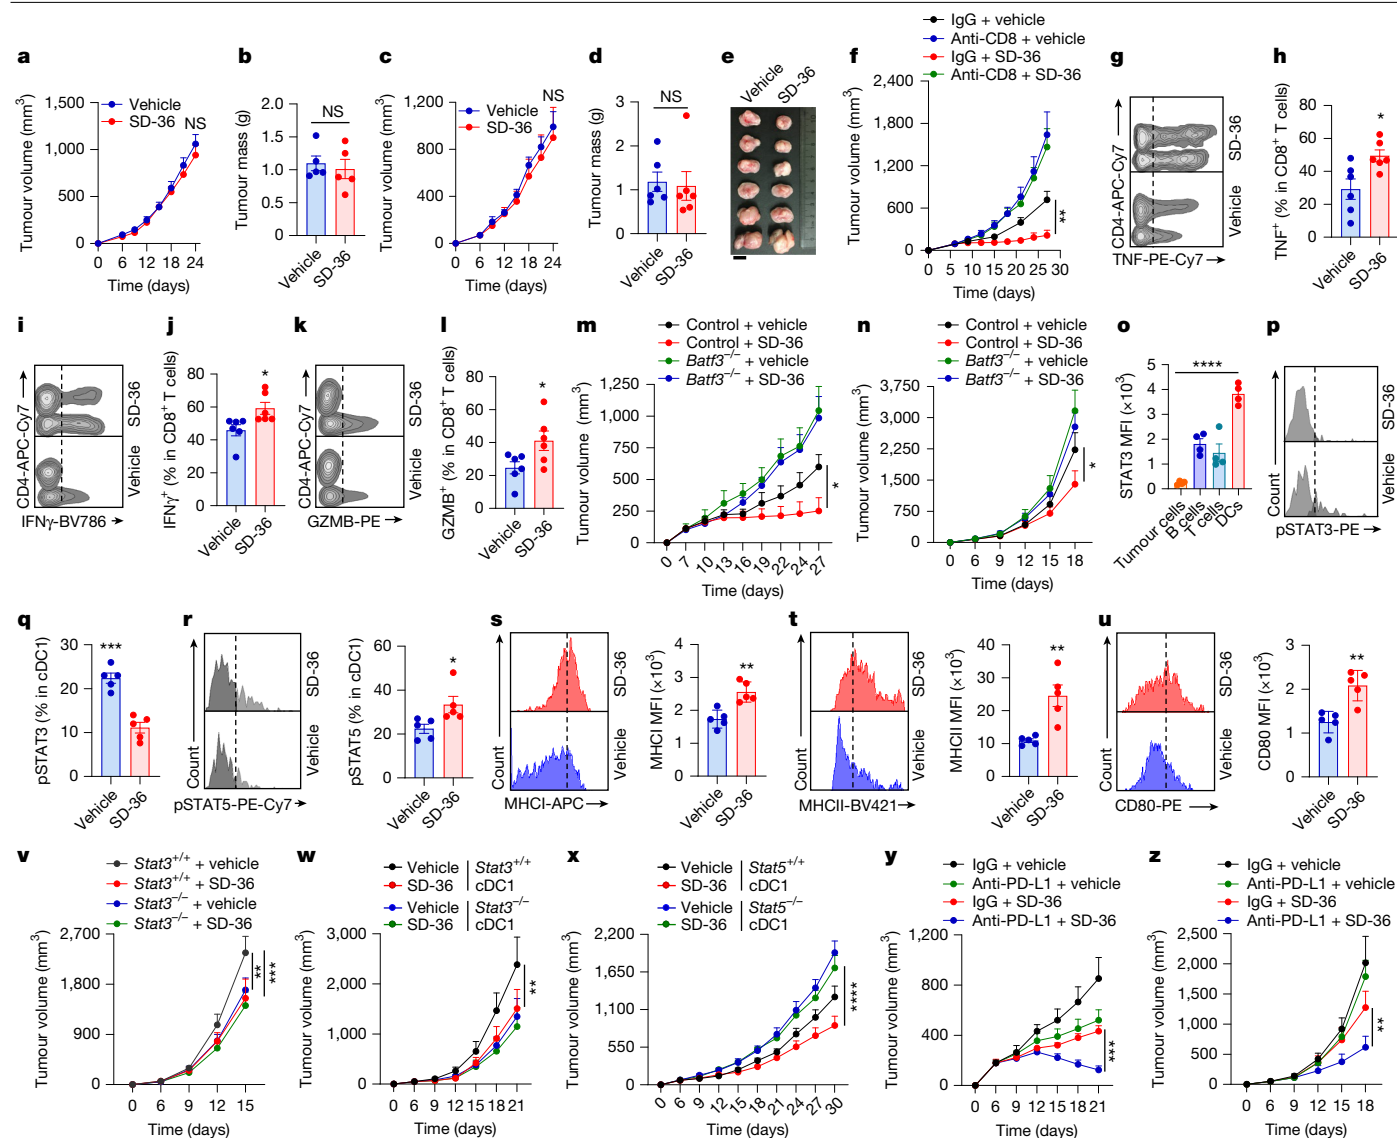 a
Tumour volume (mm³)
1,500
1,000
500
0
Vehicle
SD-36
NS
0 6 12 18 24
Time (days)
b
Tumour mass (g)
2.0
1.5
1.0
0.5
0
NS
Vehicle
SD-36
c
Tumour volume (mm³)
1,200
800
400
0
Vehicle
SD-36
NS
0 6 12 18 24
Time (days)
d
Tumour mass (g)
3
2
1
0
NS
Vehicle
SD-36
e
Vehicle
SD-36
f
IgG + vehicle
Anti-CD8 + vehicle
IgG + SD-36
Anti-CD8 + SD-36
Tumour volume (mm³)
2,400
1,800
1,200
600
0
**
0 5 10 15 20 25 30
Time (days)
g
CD4-APC-Cy7
SD-36
Vehicle
TNF-PE-Cy7
h
TNF⁺ (% in CD8⁺ T cells)
80
60
40
20
0
*
Vehicle
SD-36
i
CD4-APC-Cy7
SD-36
Vehicle
IFNγ-BV786
j
IFNγ⁺ (% in CD8⁺ T cells)
80
60
40
20
0
*
Vehicle
SD-36
k
CD4-APC-Cy7
SD-36
Vehicle
GZMB-PE
l
GZMB⁺ (% in CD8⁺ T cells)
80
60
40
20
0
*
Vehicle
SD-36
m
Control + vehicle
Control + SD-36
Batf3⁻/⁻ + vehicle
Batf3⁻/⁻ + SD-36
Tumour volume (mm³)
1,250
1,000
750
500
250
0
*
0 7 10 13 16 19 22 24 27
Time (days)
n
Control + vehicle
Control + SD-36
Batf3⁻/⁻ + vehicle
Batf3⁻/⁻ + SD-36
Tumour volume (mm³)
3,750
3,000
2,250
1,500
750
0
*
0 6 9 12 15 18
Time (days)
o
STAT3 MFI (×10³)
5
4
3
2
1
0
****
Tumour cells
B cells
T cells
DCs
p
Count
SD-36
Vehicle
pSTAT3-PE
q
pSTAT3 (% in cDC1)
30
20
10
0
***
Vehicle
SD-36
r
Count
SD-36
Vehicle
pSTAT5-PE-Cy7
pSTAT5 (% in cDC1)
60
40
20
0
*
Vehicle
SD-36
s
Count
SD-36
Vehicle
MHCI-APC
MHCI MFI (×10³)
4
3
2
1
0
**
Vehicle
SD-36
t
Count
SD-36
Vehicle
MHCII-BV421
MHCII MFI (×10³)
40
30
20
10
0
**
Vehicle
SD-36
u
Count
SD-36
Vehicle
CD80-PE
CD80 MFI (×10³)
3
2
1
0
**
Vehicle
SD-36
v
Stat3⁺/⁺ + vehicle
Stat3⁺/⁺ + SD-36
Stat3⁻/⁻ + vehicle
Stat3⁻/⁻ + SD-36
Tumour volume (mm³)
2,700
1,800
900
0
**
***
0 6 9 12 15
Time (days)
w
Vehicle Stat3⁺/⁺
SD-36 cDC1
Vehicle Stat3⁻/⁻
SD-36 cDC1
Tumour volume (mm³)
3,000
2,000
1,000
0
**
0 6 9 12 15 18 21
Time (days)
x
Vehicle Stat5⁺/⁺
SD-36 cDC1
Vehicle Stat5⁻/⁻
SD-36 cDC1
Tumour volume (mm³)
2,200
1,650
1,100
550
0
****
0 6 9 12 15 18 21 24 27 30
Time (days)
y
IgG + vehicle
Anti-PD-L1 + vehicle
IgG + SD-36
Anti-PD-L1 + SD-36
Tumour volume (mm³)
1,200
800
400
0
***
0 6 9 12 15 18 21
Time (days)
z
IgG + vehicle
Anti-PD-L1 + vehicle
IgG + SD-36
Anti-PD-L1 + SD-36
Tumour volume (mm³)
2,500
2,000
1,500
1,000
500
0
**
0 6 9 12 15 18
Time (days)